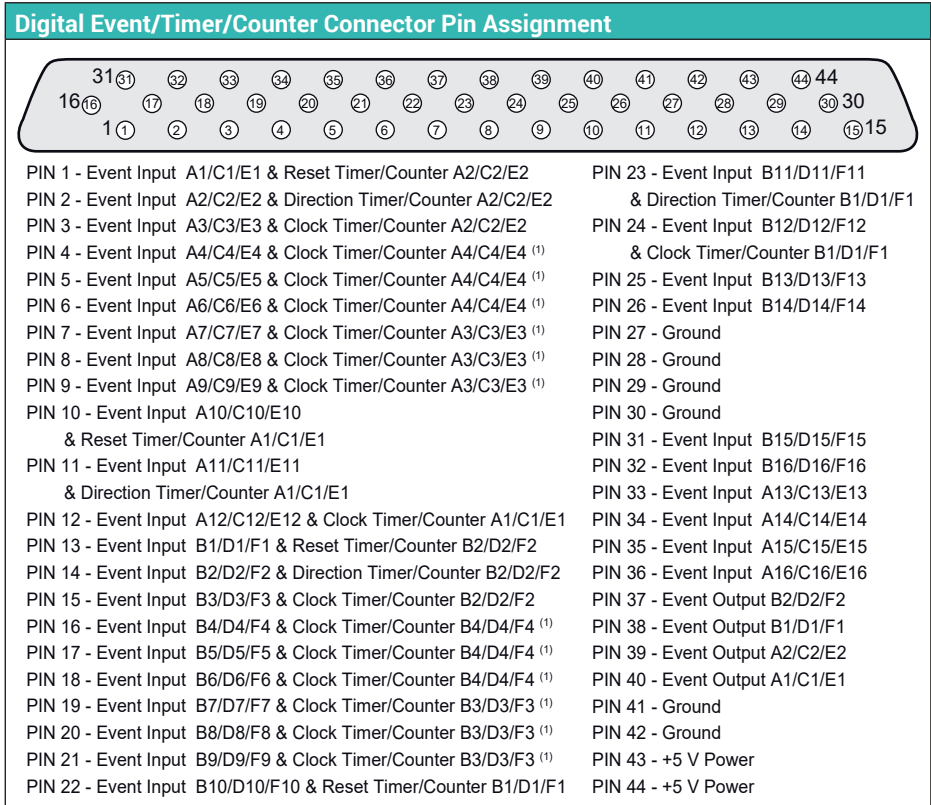 Digital Event/Timer/Counter Connector Pin Assignment
31 31 32 33 34 35 36 37 38 39 40 41 42 43 44 44
16 16 17 18 19 20 21 22 23 24 25 26 27 28 29 30 30
1 1 2 3 4 5 6 7 8 9 10 11 12 13 14 15 15
PIN 1 - Event Input A1/C1/E1 & Reset Timer/Counter A2/C2/E2
PIN 2 - Event Input A2/C2/E2 & Direction Timer/Counter A2/C2/E2
PIN 3 - Event Input A3/C3/E3 & Clock Timer/Counter A2/C2/E2
PIN 4 - Event Input A4/C4/E4 & Clock Timer/Counter A4/C4/E4 (1)
PIN 5 - Event Input A5/C5/E5 & Clock Timer/Counter A4/C4/E4 (1)
PIN 6 - Event Input A6/C6/E6 & Clock Timer/Counter A4/C4/E4 (1)
PIN 7 - Event Input A7/C7/E7 & Clock Timer/Counter A3/C3/E3 (1)
PIN 8 - Event Input A8/C8/E8 & Clock Timer/Counter A3/C3/E3 (1)
PIN 9 - Event Input A9/C9/E9 & Clock Timer/Counter A3/C3/E3 (1)
PIN 10 - Event Input A10/C10/E10
& Reset Timer/Counter A1/C1/E1
PIN 11 - Event Input A11/C11/E11
& Direction Timer/Counter A1/C1/E1
PIN 12 - Event Input A12/C12/E12 & Clock Timer/Counter A1/C1/E1
PIN 13 - Event Input B1/D1/F1 & Reset Timer/Counter B2/D2/F2
PIN 14 - Event Input B2/D2/F2 & Direction Timer/Counter B2/D2/F2
PIN 15 - Event Input B3/D3/F3 & Clock Timer/Counter B2/D2/F2
PIN 16 - Event Input B4/D4/F4 & Clock Timer/Counter B4/D4/F4 (1)
PIN 17 - Event Input B5/D5/F5 & Clock Timer/Counter B4/D4/F4 (1)
PIN 18 - Event Input B6/D6/F6 & Clock Timer/Counter B4/D4/F4 (1)
PIN 19 - Event Input B7/D7/F7 & Clock Timer/Counter B3/D3/F3 (1)
PIN 20 - Event Input B8/D8/F8 & Clock Timer/Counter B3/D3/F3 (1)
PIN 21 - Event Input B9/D9/F9 & Clock Timer/Counter B3/D3/F3 (1)
PIN 22 - Event Input B10/D10/F10 & Reset Timer/Counter B1/D1/F1
PIN 23 - Event Input B11/D11/F11
& Direction Timer/Counter B1/D1/F1
PIN 24 - Event Input B12/D12/F12
& Clock Timer/Counter B1/D1/F1
PIN 25 - Event Input B13/D13/F13
PIN 26 - Event Input B14/D14/F14
PIN 27 - Ground
PIN 28 - Ground
PIN 29 - Ground
PIN 30 - Ground
PIN 31 - Event Input B15/D15/F15
PIN 32 - Event Input B16/D16/F16
PIN 33 - Event Input A13/C13/E13
PIN 34 - Event Input A14/C14/E14
PIN 35 - Event Input A15/C15/E15
PIN 36 - Event Input A16/C16/E16
PIN 37 - Event Output B2/D2/F2
PIN 38 - Event Output B1/D1/F1
PIN 39 - Event Output A2/C2/E2
PIN 40 - Event Output A1/C1/E1
PIN 41 - Ground
PIN 42 - Ground
PIN 43 - +5 V Power
PIN 44 - +5 V Power